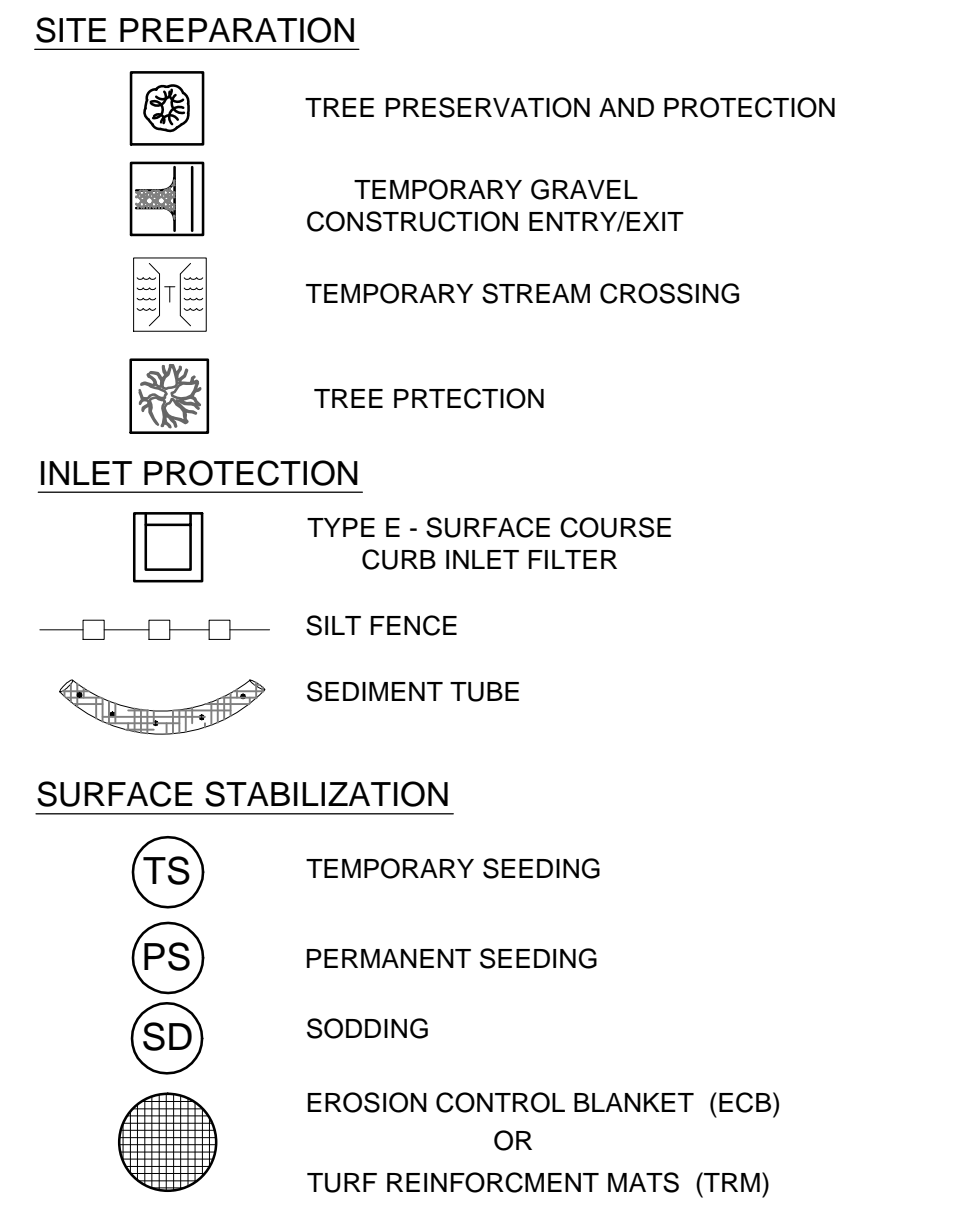 SITE PREPARATION
TREE PRESERVATION AND PROTECTION
TEMPORARY GRAVEL
CONSTRUCTION ENTRY/EXIT
T
TEMPORARY STREAM CROSSING
TREE PRTECTION
INLET PROTECTION
TYPE E - SURFACE COURSE
CURB INLET FILTER
SILT FENCE
SEDIMENT TUBE
SURFACE STABILIZATION
TS TEMPORARY SEEDING
PS PERMANENT SEEDING
SD SODDING
EROSION CONTROL BLANKET (ECB)
OR
TURF REINFORCMENT MATS (TRM)